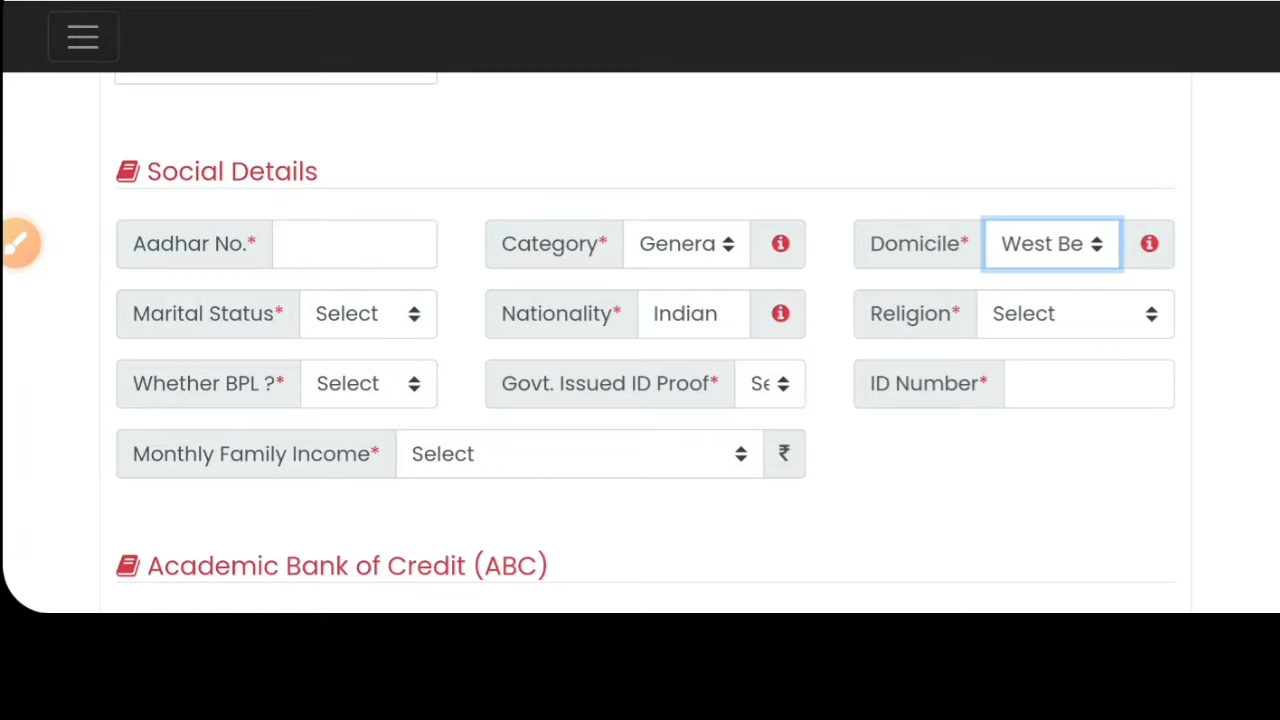 Social Details
Aadhar No.* Category* Genera Domicile* West Be
Marital Status* Select Nationality* Indian Religion* Select
Whether BPL ?* Select Govt. Issued ID Proof* Se ID Number*
Monthly Family Income* Select ₹
Academic Bank of Credit (ABC)